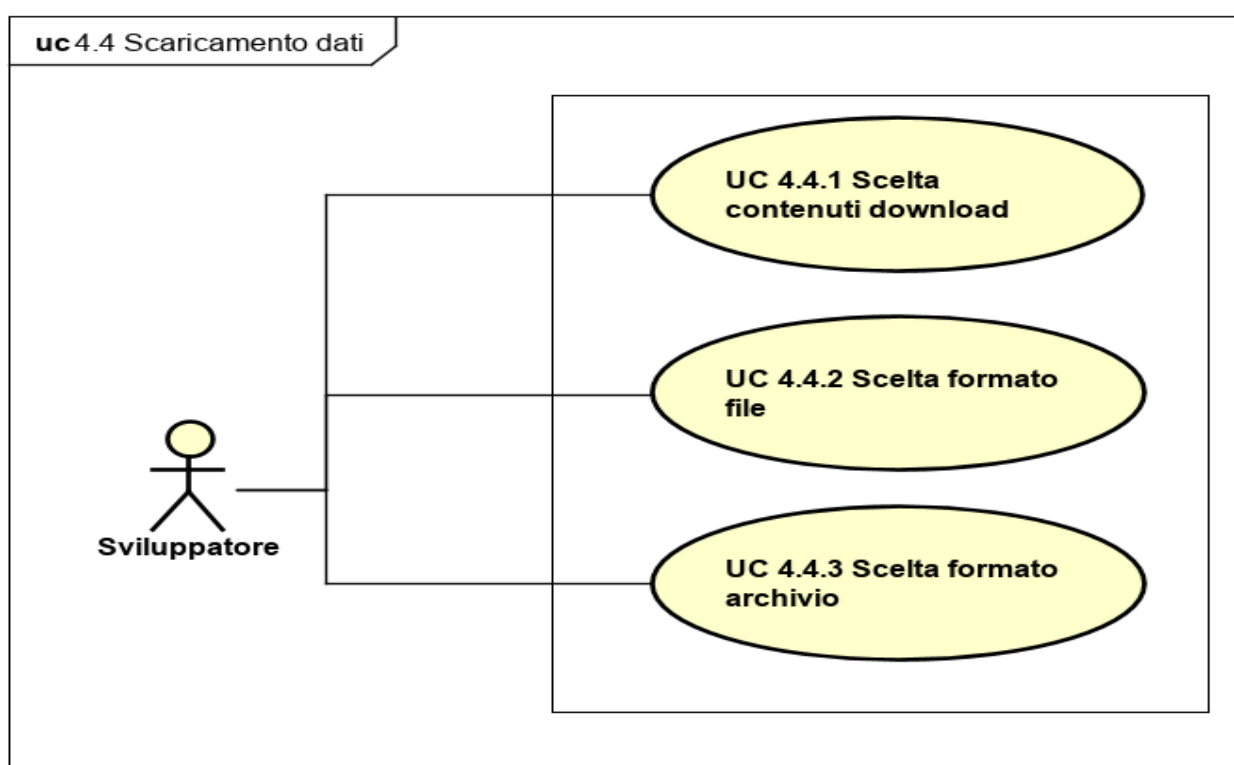 uc 4.4 Scaricamento dati
UC 4.4.1 Scelta
contenuti download
UC 4.4.2 Scelta formato
file
Sviluppatore
UC 4.4.3 Scelta formato
archivio